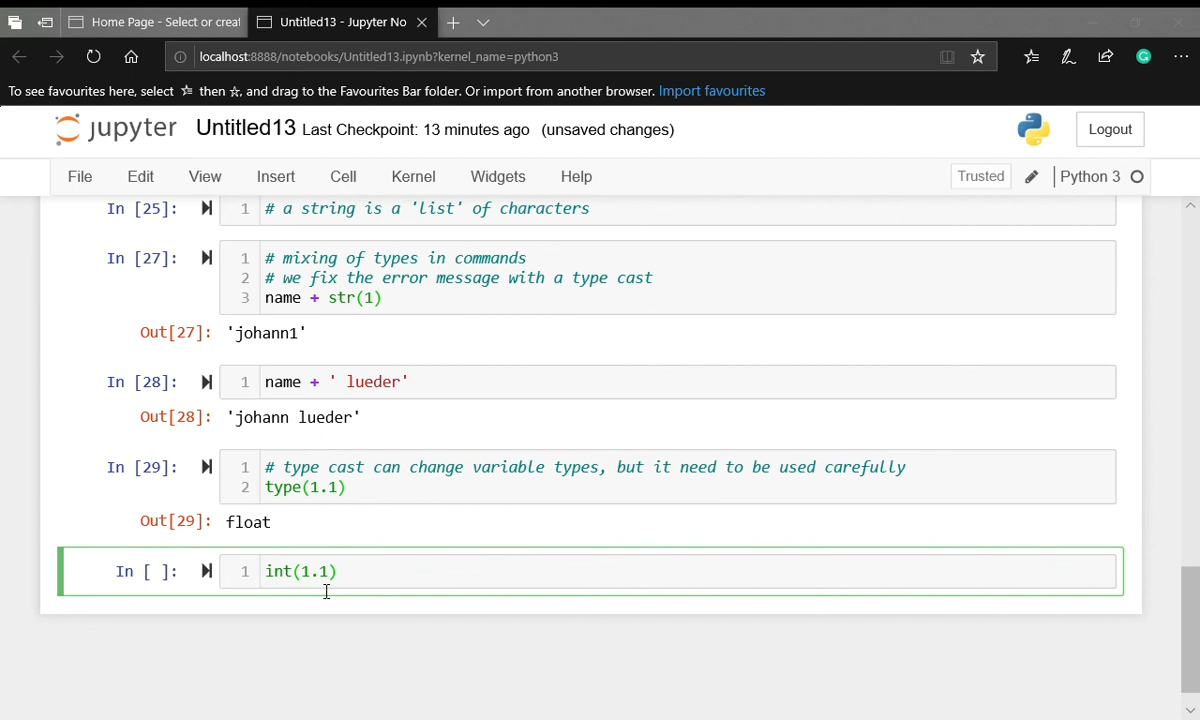 Home Page - Select or creat
Untitled13 - Jupyter No
localhost:8888/notebooks/Untitled13.ipynb?kernel_name=python3
To see favourites here, select then , and drag to the Favourites Bar folder. Or import from another browser. Import favourites
jupyter Untitled13 Last Checkpoint: 13 minutes ago (unsaved changes)
Logout
File Edit View Insert Cell Kernel Widgets Help Trusted Python 3
In [25]: 1 # a string is a 'list' of characters
In [27]: 1 # mixing of types in commands
2 # we fix the error message with a type cast
3 name + str(1)
Out[27]: 'johann1'
In [28]: 1 name + ' lueder'
Out[28]: 'johann lueder'
In [29]: 1 # type cast can change variable types, but it need to be used carefully
2 type(1.1)
Out[29]: float
In [ ]: 1 int(1.1)